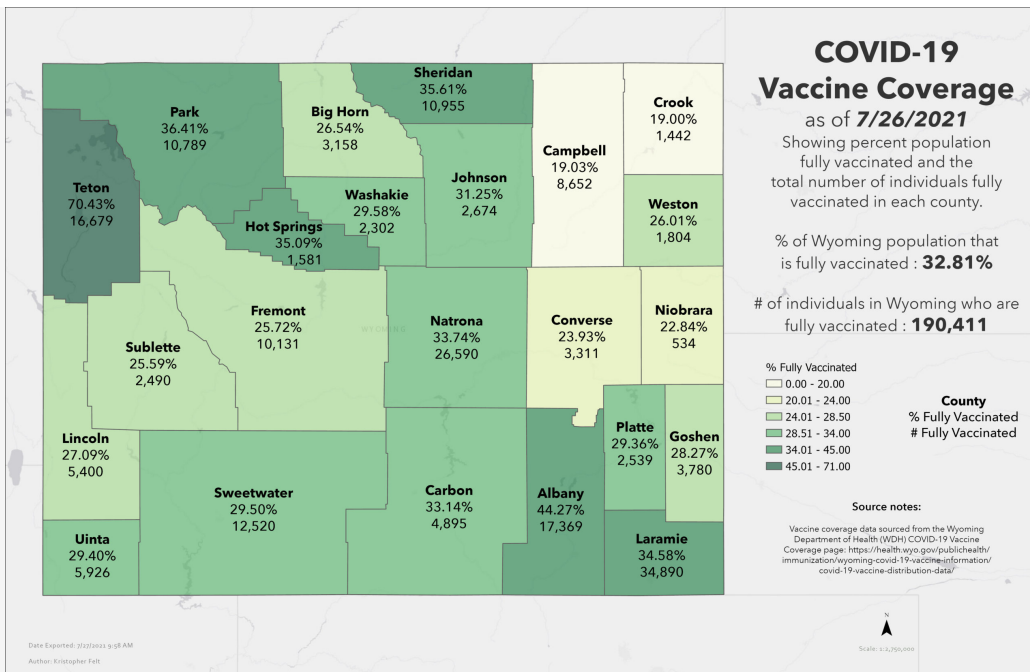 COVID-19
Vaccine Coverage
as of 7/26/2021
Showing percent population
fully vaccinated and the
total number of individuals fully
vaccinated in each county.
% of Wyoming population that
is fully vaccinated : 32.81%
# of individuals in Wyoming who are
fully vaccinated : 190,411
% Fully Vaccinated
0.00 - 20.00
20.01 - 24.00
24.01 - 28.50
28.51 - 34.00
34.01 - 45.00
45.01 - 71.00
County
% Fully Vaccinated
# Fully Vaccinated
Source notes:
Vaccine coverage data sourced from the Wyoming
Department of Health (WDH) COVID-19 Vaccine
Coverage page: https://health.wyo.gov/publichealth/
immunization/wyoming-covid-19-vaccine-information/
covid-19-vaccine-distribution-data/
N
Scale: 1:1,750,000
Park
36.41%
10,789
Big Horn
26.54%
3,158
Sheridan
35.61%
10,955
Campbell
19.03%
8,652
Crook
19.00%
1,442
Teton
70.43%
16,679
Hot Springs
35.09%
1,581
Washakie
29.58%
2,302
Johnson
31.25%
2,674
Weston
26.01%
1,804
Sublette
25.59%
2,490
Fremont
25.72%
10,131
WYOMING
Natrona
33.74%
26,590
Converse
23.93%
3,311
Niobrara
22.84%
534
Lincoln
27.09%
5,400
Platte
29.36%
2,539
Goshen
28.27%
3,780
Uinta
29.40%
5,926
Sweetwater
29.50%
12,520
Carbon
33.14%
4,895
Albany
44.27%
17,369
Laramie
34.58%
34,890
Date Exported: 7/27/2021 9:58 AM
Author: Kristopher Felt